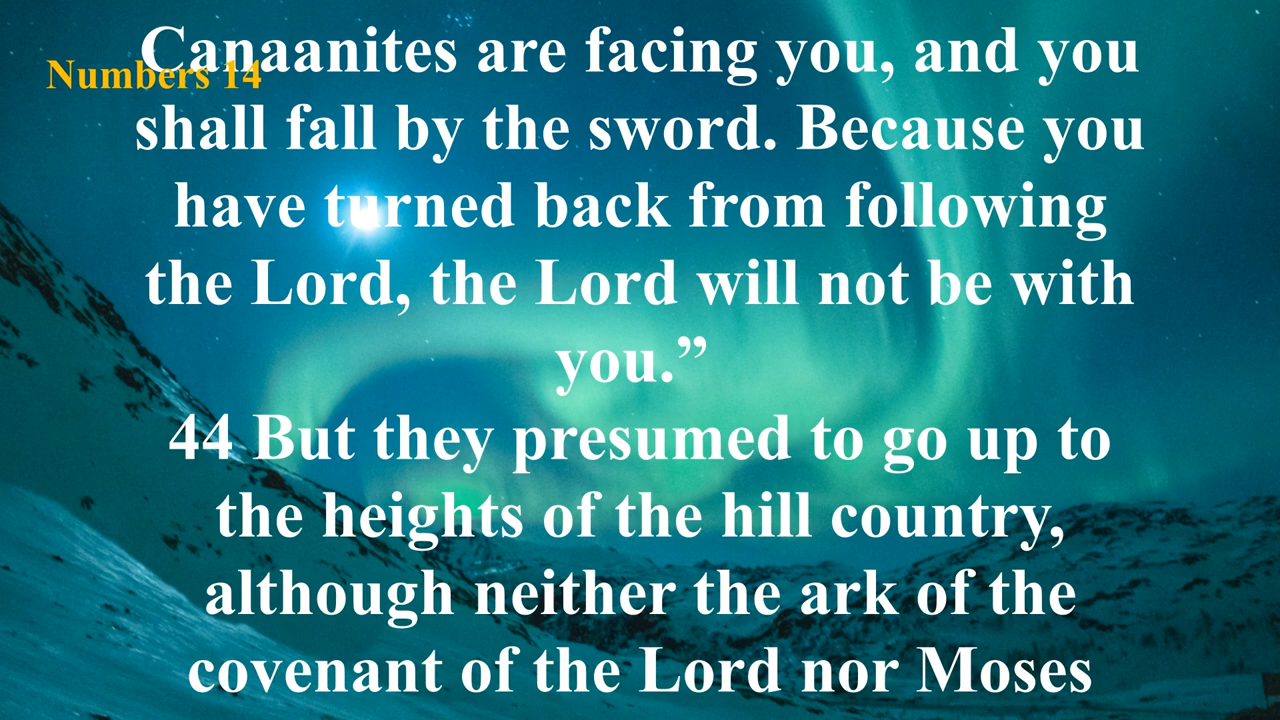 Canaanites are facing you, and you
Numbers 14
shall fall by the sword. Because you
have turned back from following
the Lord, the Lord will not be with
you.”
44 But they presumed to go up to
the heights of the hill country,
although neither the ark of the
covenant of the Lord nor Moses